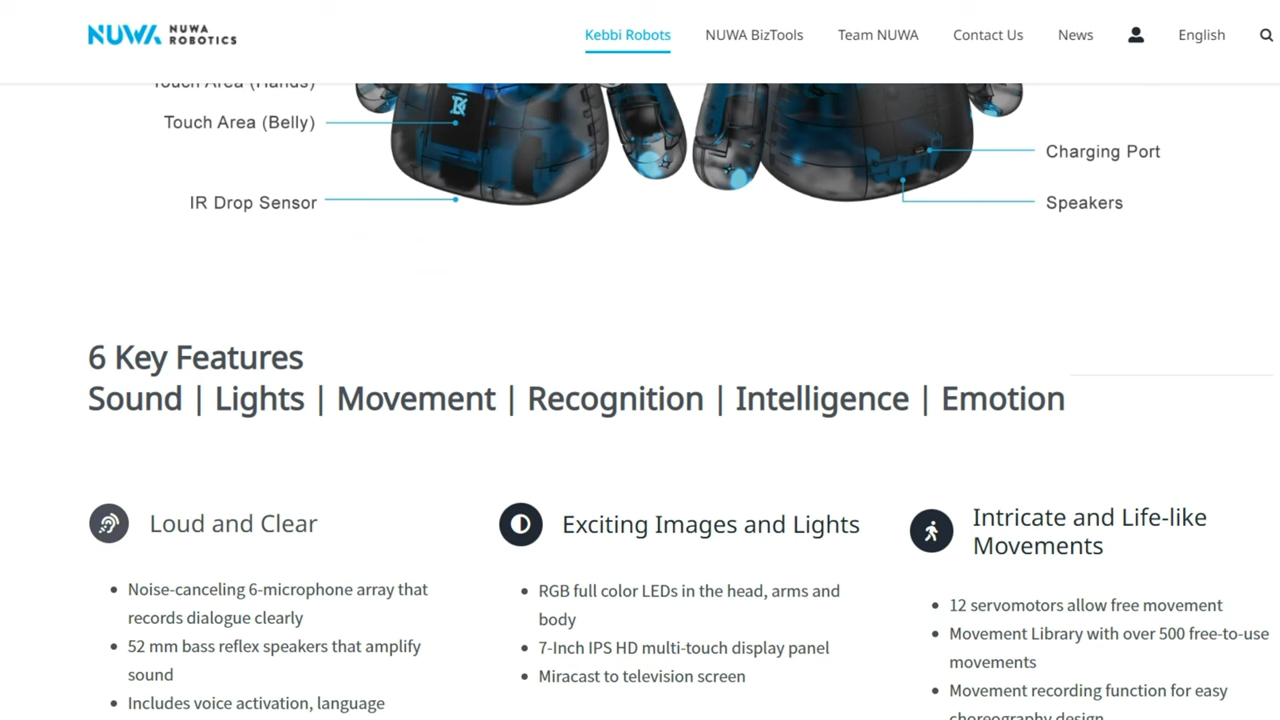 NUWA NUWA ROBOTICS
Kebbi Robots
NUWA BizTools
Team NUWA
Contact Us
News
English
Touch Area (Hands)
Touch Area (Belly)
IR Drop Sensor
Charging Port
Speakers
6 Key Features
Sound | Lights | Movement | Recognition | Intelligence | Emotion
Loud and Clear
Noise-canceling 6-microphone array that
records dialogue clearly
52 mm bass reflex speakers that amplify
sound
Includes voice activation, language
Exciting Images and Lights
RGB full color LEDs in the head, arms and
body
7-Inch IPS HD multi-touch display panel
Miracast to television screen
Intricate and Life-like
Movements
12 servomotors allow free movement
Movement Library with over 500 free-to-use
movements
Movement recording function for easy
choreography design